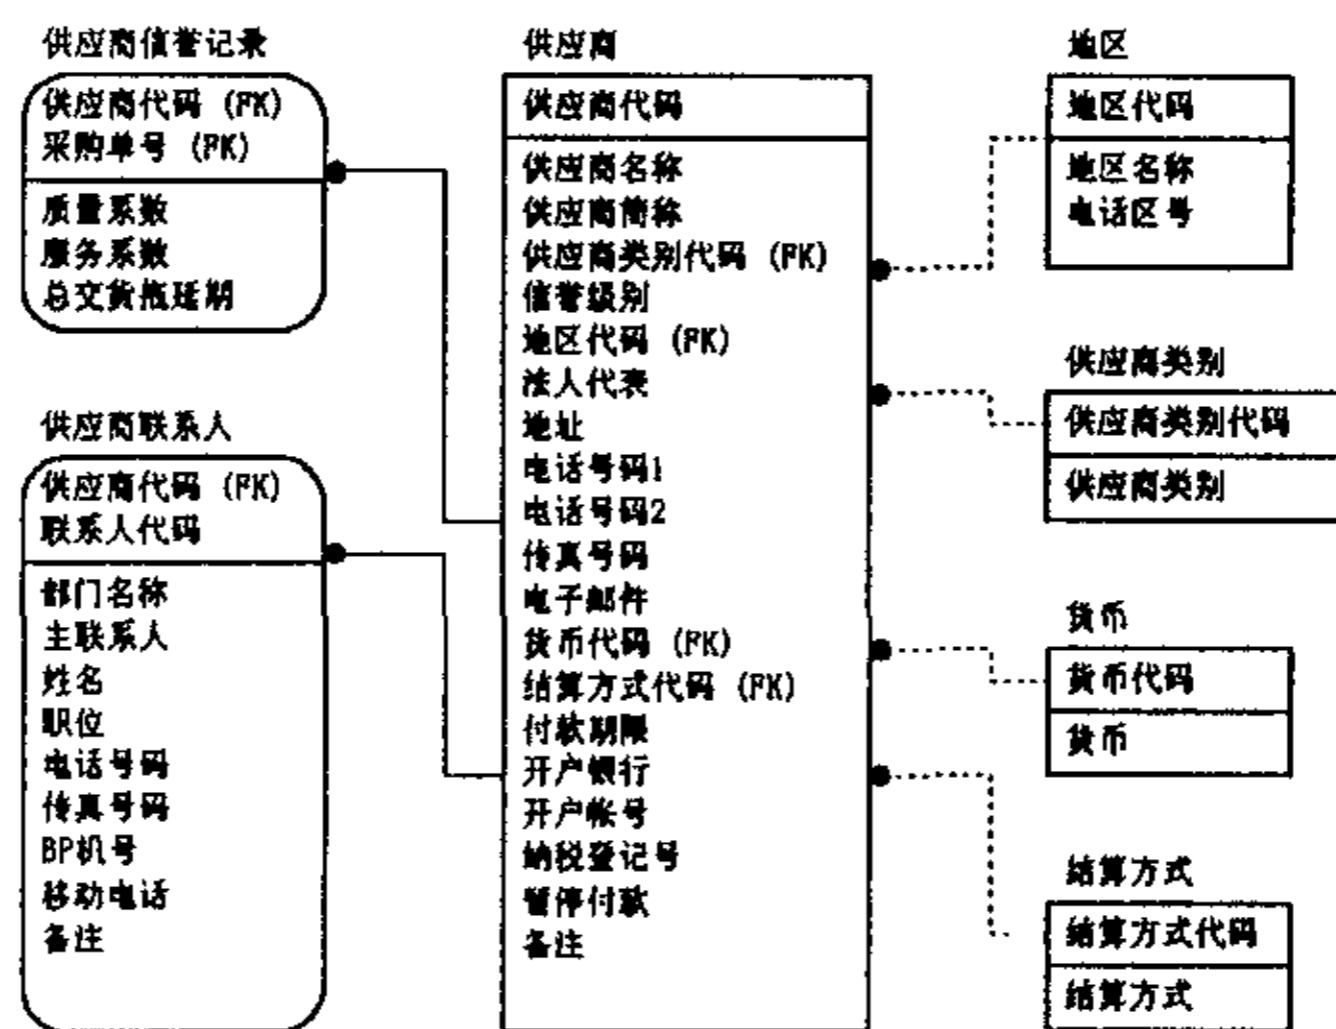 供应商信誉记录
供应商代码 (FK)
采购单号 (FK)
质量系数
服务系数
总交货拖延期
供应商联系人
供应商代码 (FK)
联系人代码
部门名称
主联系人
姓名
职位
电话号码
传真号码
BP机号
移动电话
备注
供应商
供应商代码
供应商名称
供应商简称
供应商类别代码 (FK)
信誉级别
地区代码 (FK)
法人代表
地址
电话号码1
电话号码2
传真号码
电子邮件
货币代码 (FK)
结算方式代码 (FK)
付款期限
开户银行
开户帐号
纳税登记号
暂停付款
备注
地区
地区代码
地区名称
电话区号
供应商类别
供应商类别代码
供应商类别
货币
货币代码
货币
结算方式
结算方式代码
结算方式